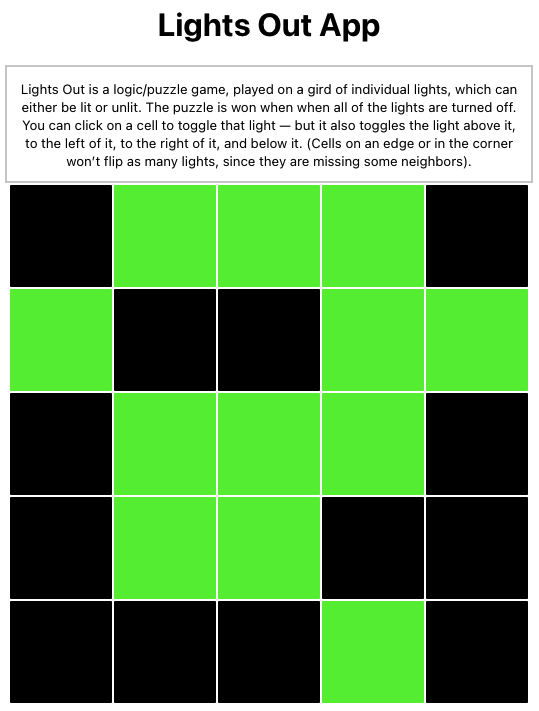 Lights Out App
Lights Out is a logic/puzzle game, played on a gird of individual lights, which can
either be lit or unlit. The puzzle is won when when all of the lights are turned off.
You can click on a cell to toggle that light — but it also toggles the light above it,
to the left of it, to the right of it, and below it. (Cells on an edge or in the corner
won’t flip as many lights, since they are missing some neighbors).